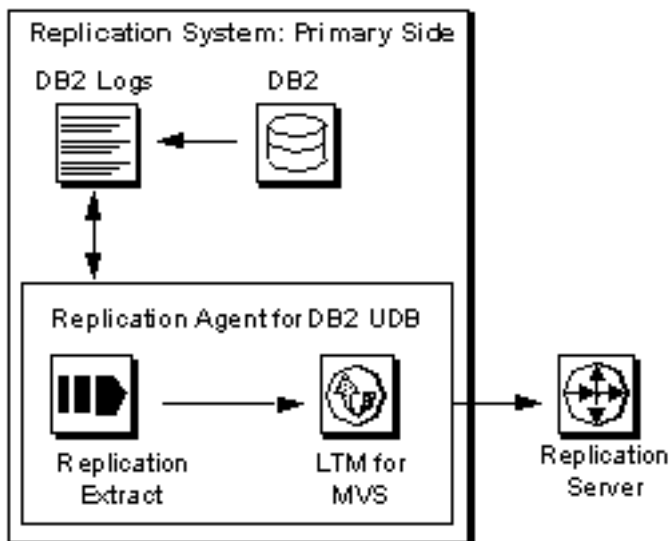 Replication System: Primary Side
DB2 Logs
DB2
Replication Agent for DB2 UDB
Replication
Extract
LTM for
MVS
Replication
Server